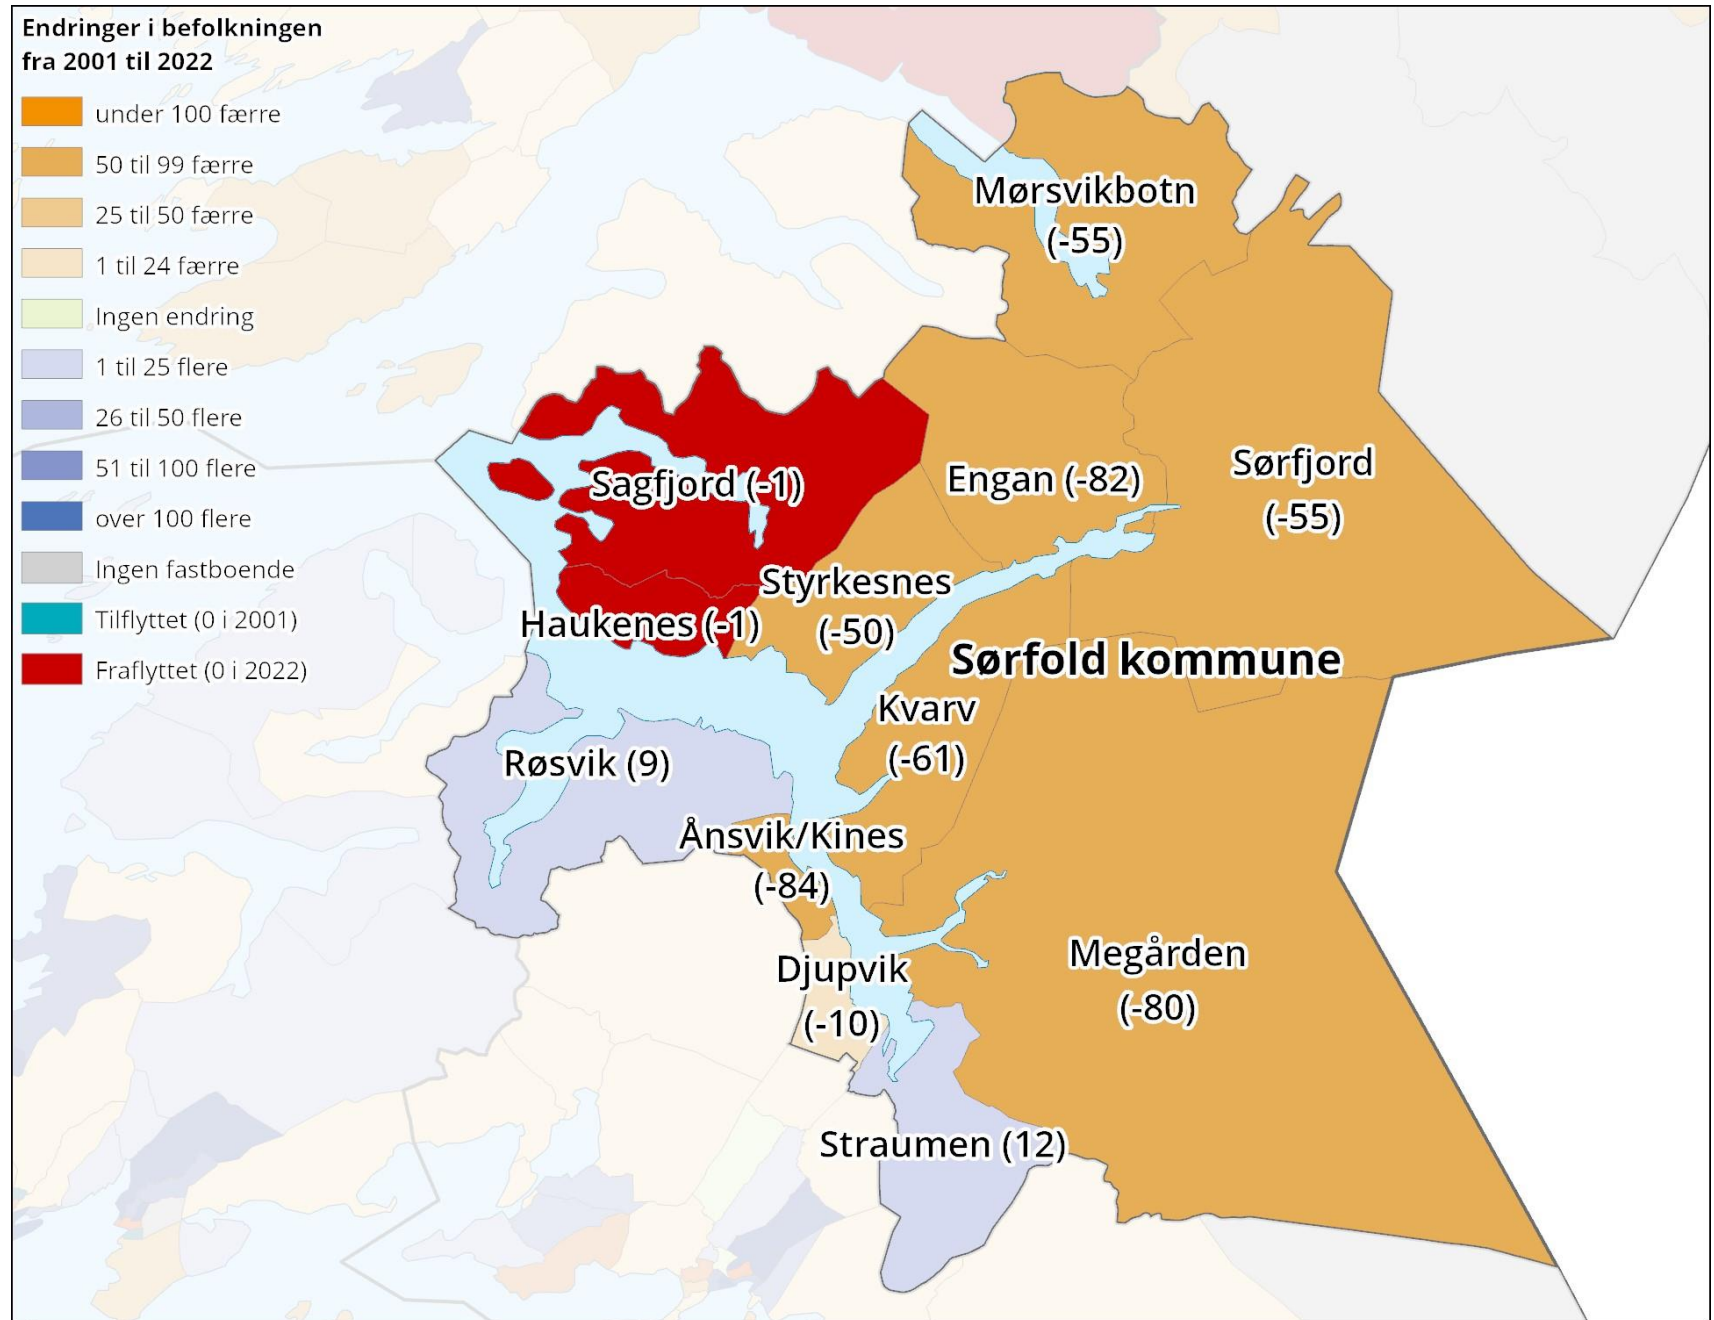 Endringer i befolkningen
fra 2001 til 2022
under 100 færre
50 til 99 færre
25 til 50 færre
1 til 24 færre
Ingen endring
1 til 25 flere
26 til 50 flere
51 til 100 flere
over 100 flere
Ingen fastboende
Tilflyttet (0 i 2001)
Fraflyttet (0 i 2022)
Mørsvikbotn
(-55)
Sagfjord (-1)
Engan (-82)
Sørfjord
(-55)
Styrkesnes
(-50)
Haukenes (-1)
Sørfold kommune
Kvarv
(-61)
Røsvik (9)
Ånsvik/Kines
(-84)
Djupvik
(-10)
Megården
(-80)
Straumen (12)